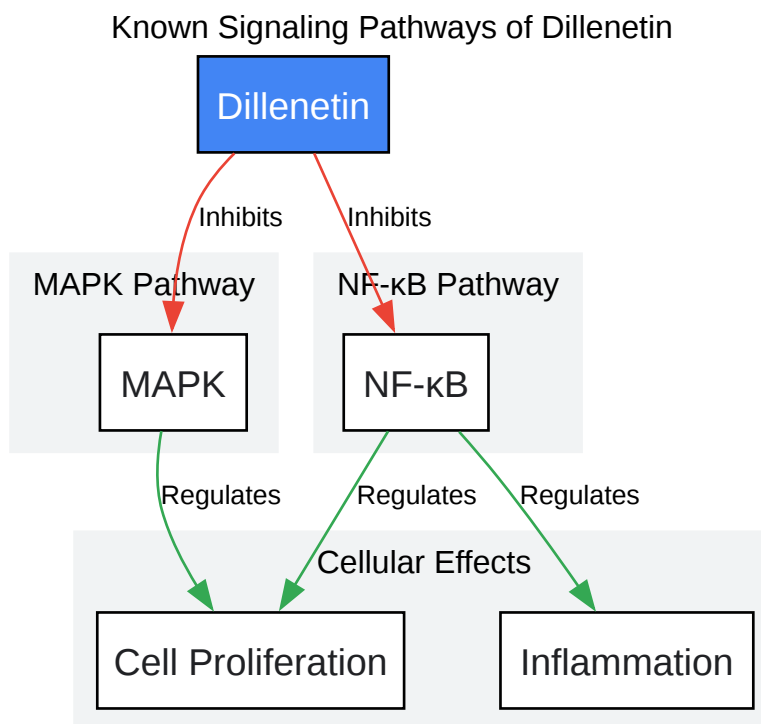 Known Signaling Pathways of Dillenetin
Dillenetin
Inhibits
Inhibits
MAPK Pathway
NF-κB Pathway
MAPK
NF-κB
Regulates
Regulates
Regulates
Cellular Effects
Cell Proliferation
Inflammation